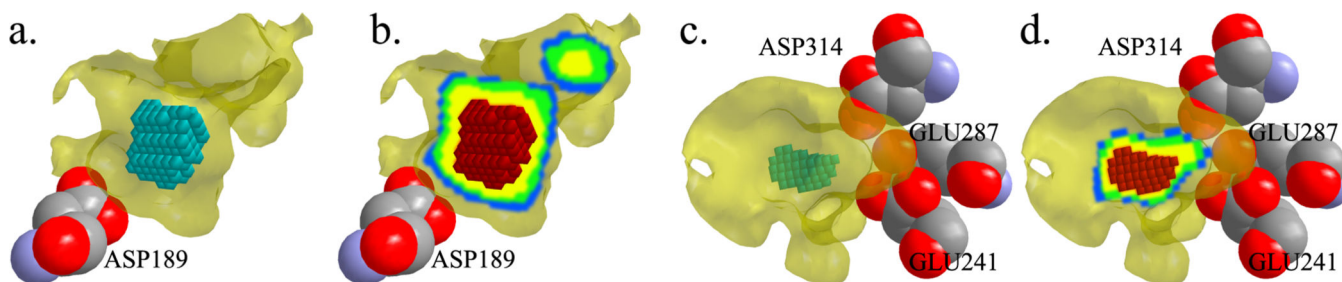 a.
b.
c.
d.
ASP314
ASP314
GLU287
GLU287
ASP189
ASP189
GLU241
GLU241